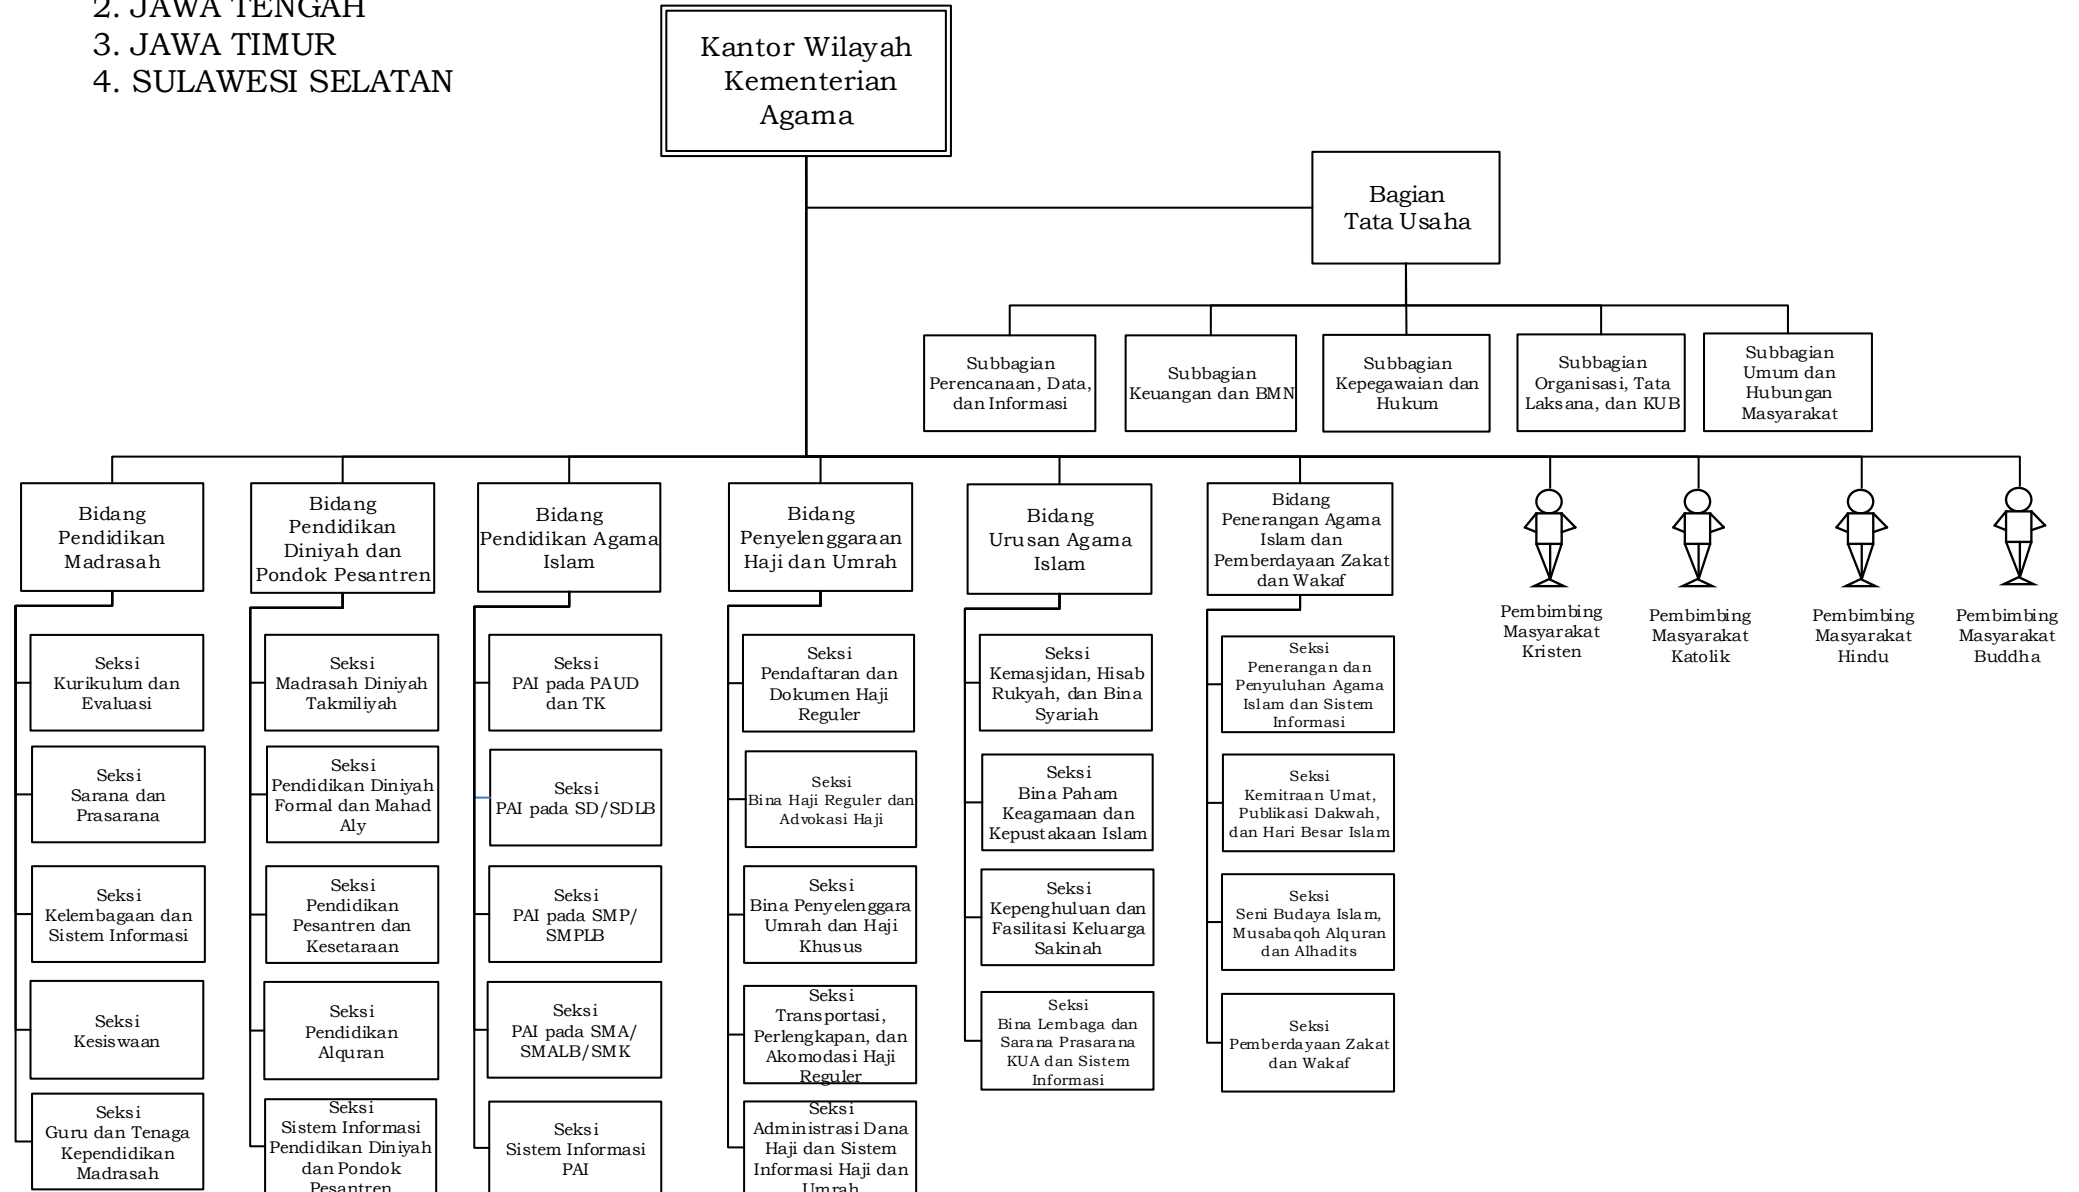 2. JAWA TENGAH
3. JAWA TIMUR
4. SULAWESI SELATAN
Kantor Wilayah
Kementerian
Agama
Bagian
Tata Usaha
Subbagian
Perencanaan, Data,
dan Informasi
Subbagian
Keuangan dan BMN
Subbagian
Kepegawaian dan
Hukum
Subbagian
Organisasi, Tata
Laksana, dan KUB
Subbagian
Umum dan
Hubungan
Masyarakat
Bidang
Pendidikan
Madrasah
Bidang
Pendidikan
Diniyah dan
Pondok Pesantren
Bidang
Pendidikan Agama
Islam
Bidang
Penyelenggaraan
Haji dan Umrah
Bidang
Urusan Agama
Islam
Bidang
Penerangan Agama
Islam dan
Pemberdayaan Zakat
dan Wakaf
Pembimbing
Masyarakat
Kristen
Pembimbing
Masyarakat
Katolik
Pembimbing
Masyarakat
Hindu
Pembimbing
Masyarakat
Buddha
Seksi
Kurikulum dan
Evaluasi
Seksi
Sarana dan
Prasarana
Seksi
Kelembagaan dan
Sistem Informasi
Seksi
Kesiswaan
Seksi
Guru dan Tenaga
Kependidikan
Madrasah
Seksi
Madrasah Diniyah
Takmiliyah
Seksi
Pendidikan Diniyah
Formal dan Mahad
Aly
Seksi
Pendidikan
Pesantren dan
Kesetaraan
Seksi
Pendidikan
Alquran
Seksi
Sistem Informasi
Pendidikan Diniyah
dan Pondok
Pesantren
Seksi
PAI pada PAUD
dan TK
Seksi
PAI pada SD/SDLB
Seksi
PAI pada SMP/
SMPLB
Seksi
PAI pada SMA/
SMALB/SMK
Seksi
Sistem Informasi
PAI
Seksi
Pendaftaran dan
Dokumen Haji
Reguler
Seksi
Bina Haji Reguler dan
Advokasi Haji
Seksi
Bina Penyelenggara
Umrah dan Haji
Khusus
Seksi
Transportasi,
Perlengkapan, dan
Akomodasi Haji
Reguler
Seksi
Administrasi Dana
Haji dan Sistem
Informasi Haji dan
Umrah
Seksi
Kemasjidan, Hisab
Rukyah, dan Bina
Syariah
Seksi
Bina Paham
Keagamaan dan
Kepustakaan Islam
Seksi
Kepenghuluan dan
Fasilitasi Keluarga
Sakinah
Seksi
Bina Lembaga dan
Sarana Prasarana
KUA dan Sistem
Informasi
Seksi
Penerangan dan
Penyuluhan Agama
Islam dan Sistem
Informasi
Seksi
Kemitraan Umat,
Publikasi Dakwah,
dan Hari Besar Islam
Seksi
Seni Budaya Islam,
Musabaqoh Alquran
dan Alhadits
Seksi
Pemberdayaan Zakat
dan Wakaf